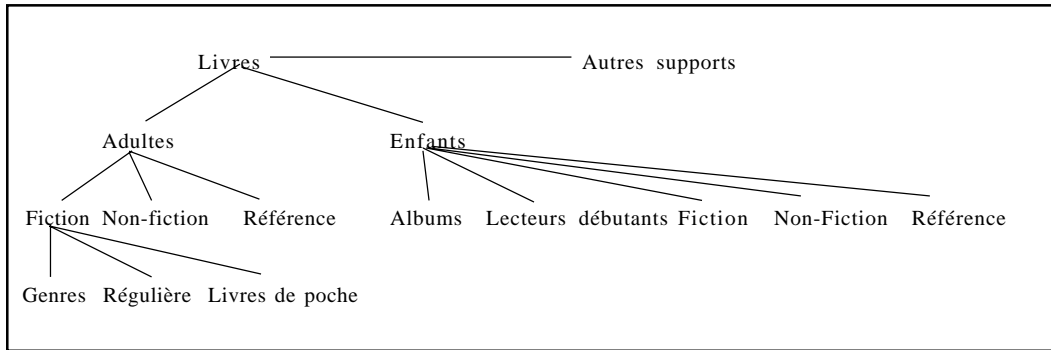 Livres Autres supports
Adultes Enfants
Fiction Non-fiction Référence Albums Lecteurs débutants Fiction Non-Fiction Référence
Genres Régulière Livres de poche